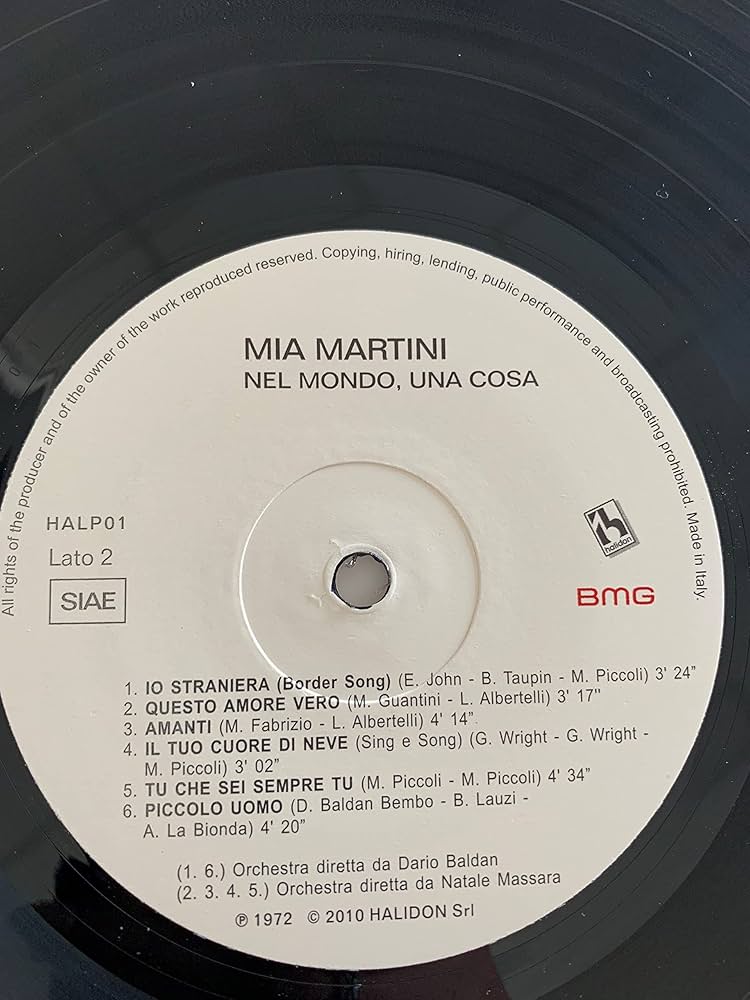 All rights of the producer and of the owner of the work reproduced reserved. Copying, hiring, lending, public performance and broadcasting prohibited. Made in Italy.
MIA MARTINI
NEL MONDO, UNA COSA
HALP01
Lato 2
SIAE
h
halidon
BMG
1. IO STRANIERA (Border Song) (E. John - B. Taupin - M. Piccoli) 3' 24"
2. QUESTO AMORE VERO (M. Guantini - L. Albertelli) 3' 17"
3. AMANTI (M. Fabrizio - L. Albertelli) 4' 14"
4. IL TUO CUORE DI NEVE (Sing e Song) (G. Wright - G. Wright -
M. Piccoli) 3' 02"
5. TU CHE SEI SEMPRE TU (M. Piccoli - M. Piccoli) 4' 34"
6. PICCOLO UOMO (D. Baldan Bembo - B. Lauzi -
A. La Bionda) 4' 20"
(1. 6.) Orchestra diretta da Dario Baldan
(2. 3. 4. 5.) Orchestra diretta da Natale Massara
℗ 1972 © 2010 HALIDON Srl